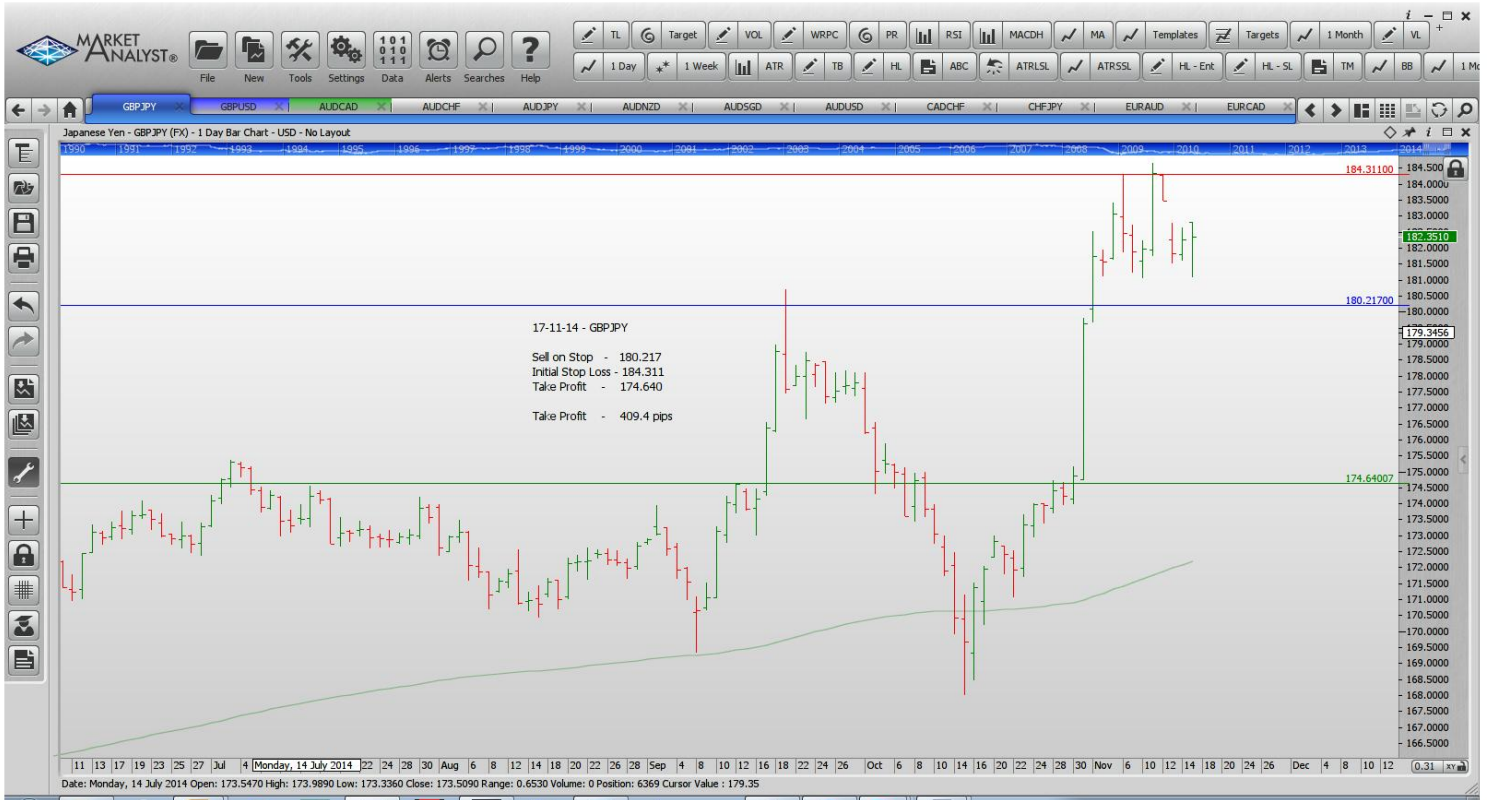 MARKET ANALYST®
File New Tools Settings Data Alerts Searches Help
TL Target VOL WRPC PR RSI MACDH MA Templates Targets 1 Month VL
1 Day 1 Week ATR TB HL ABC ATRLSL ATRSSL HL - Ent HL - SL TM BB
GBPJPY GBPUSD AUDCAD AUDCHF AUDJPY AUDNZD AUDSGD AUDUSD CADCHF CHFJPY EURAUD EURCAD
Japanese Yen - GBPJPY (FX) - 1 Day Bar Chart - USD - No Layout
1990 1991 1992 1993 1994 1995 1996 1997 1998 1999 2000 2001 2002 2003 2004 2005 2006 2007 2008 2009 2010 2011 2012 2013 2014
184.31100
184.500
184.0000
183.5000
183.0000
182.3510
182.0000
181.5000
181.0000
180.5000
180.21700
180.0000
179.3456
179.0000
178.5000
178.0000
177.5000
177.0000
176.5000
176.0000
175.5000
175.0000
174.64007
174.5000
174.0000
173.5000
173.0000
172.5000
172.0000
171.5000
171.0000
170.5000
170.0000
169.5000
169.0000
168.5000
168.0000
167.5000
167.0000
166.5000
17-11-14 - GBPJPY
Sell on Stop - 180.217
Initial Stop Loss - 184.311
Take Profit - 174.640
Take Profit - 409.4 pips
11 13 17 19 23 25 27 Jul 4 Monday, 14 July 2014 22 24 28 30 Aug 6 8 12 14 18 20 22 26 28 Sep 4 8 10 12 16 18 22 24 26 Oct 6 8 10 14 16 20 22 24 28 30 Nov 6 10 12 14 18 20 24 26 Dec 4 8 10 12 0.31 XY
Date: Monday, 14 July 2014 Open: 173.5470 High: 173.9890 Low: 173.3360 Close: 173.5090 Range: 0.6530 Volume: 0 Position: 6369 Cursor Value : 179.35